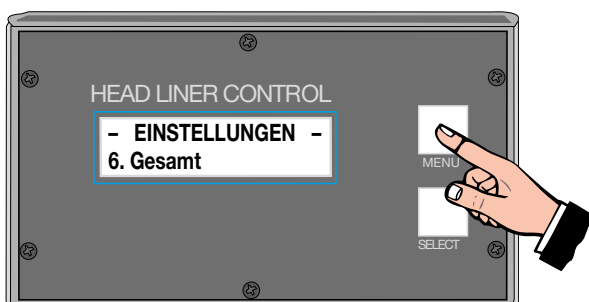 HEAD LINER CONTROL
– EINSTELLUNGEN –
6. Gesamt
MENU
SELECT